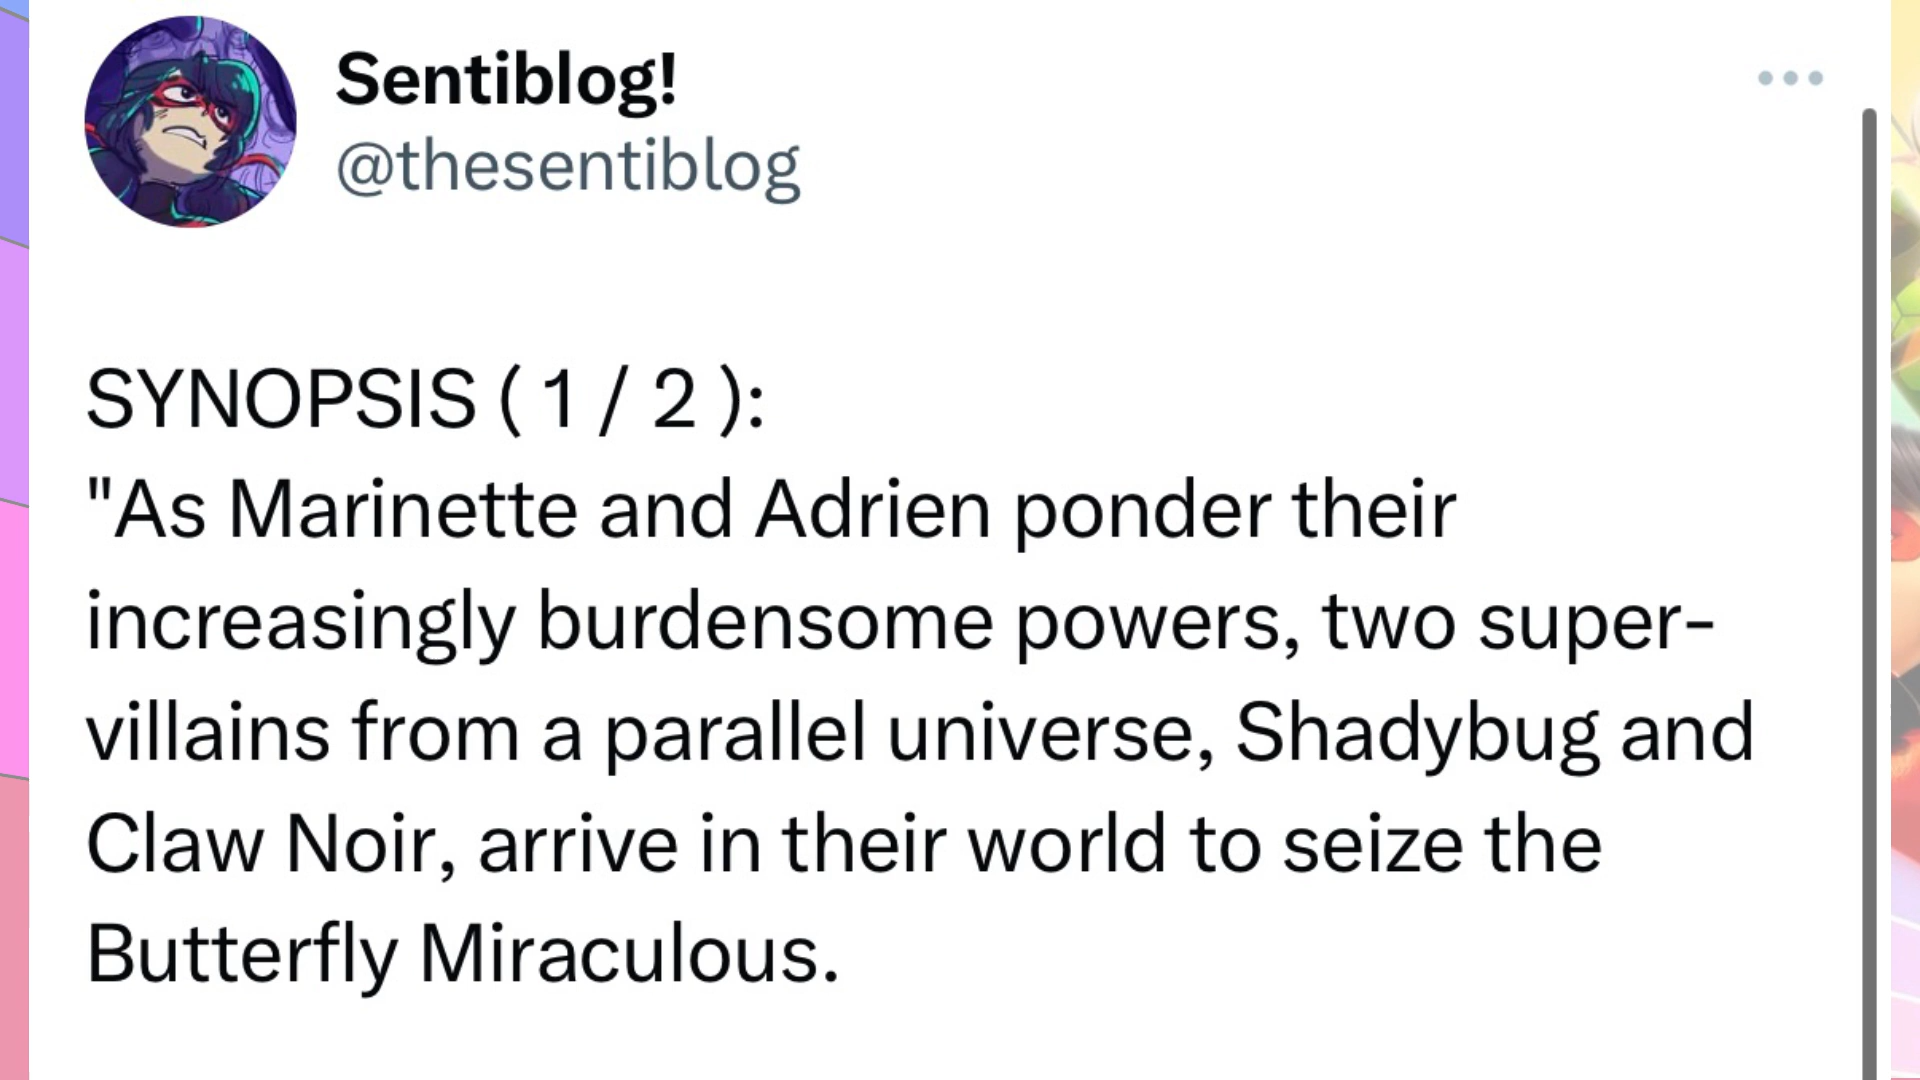 Sentiblog!
@thesentiblog
SYNOPSIS ( 1 / 2 ):
"As Marinette and Adrien ponder their
increasingly burdensome powers, two super-
villains from a parallel universe, Shadybug and
Claw Noir, arrive in their world to seize the
Butterfly Miraculous.